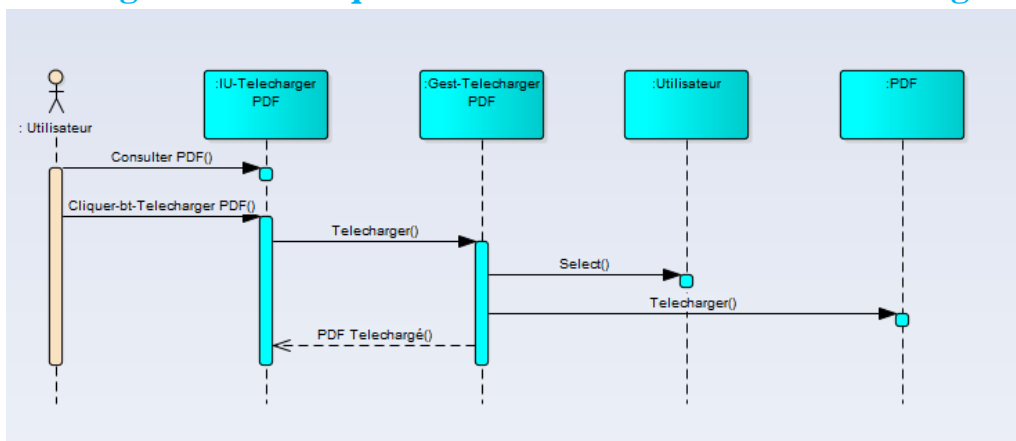 : Utilisateur
:IU-Telecharger
PDF
:Gest-Telecharger
PDF
:Utilisateur
:PDF
Consulter PDF()
Cliquer-bt-Telecharger PDF()
Telecharger()
Select()
Telecharger()
PDF Telechargé()